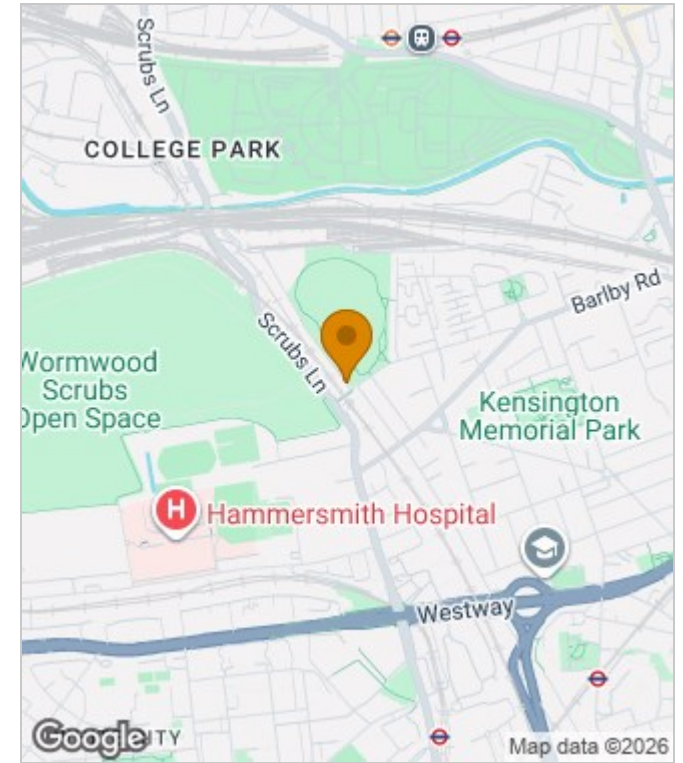 Scrubs Ln
COLLEGE PARK
Barlby Rd
Scrubs Ln
Wormwood
Scrubs
Open Space
Kensington
Memorial Park
H
Hammersmith Hospital
Westway
ITY
Google
Map data ©2026